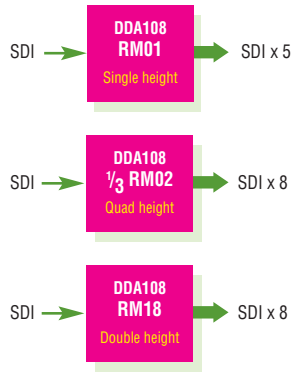 DDA108
SDI RM01 SDI x 5
Single height
DDA108
SDI 1/3 RM02 SDI x 8
Quad height
DDA108
SDI RM18 SDI x 8
Double height